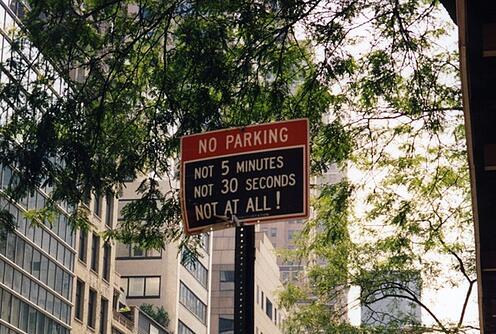 NO PARKING
NOT 5 MINUTES
NOT 30 SECONDS
NOT AT ALL!